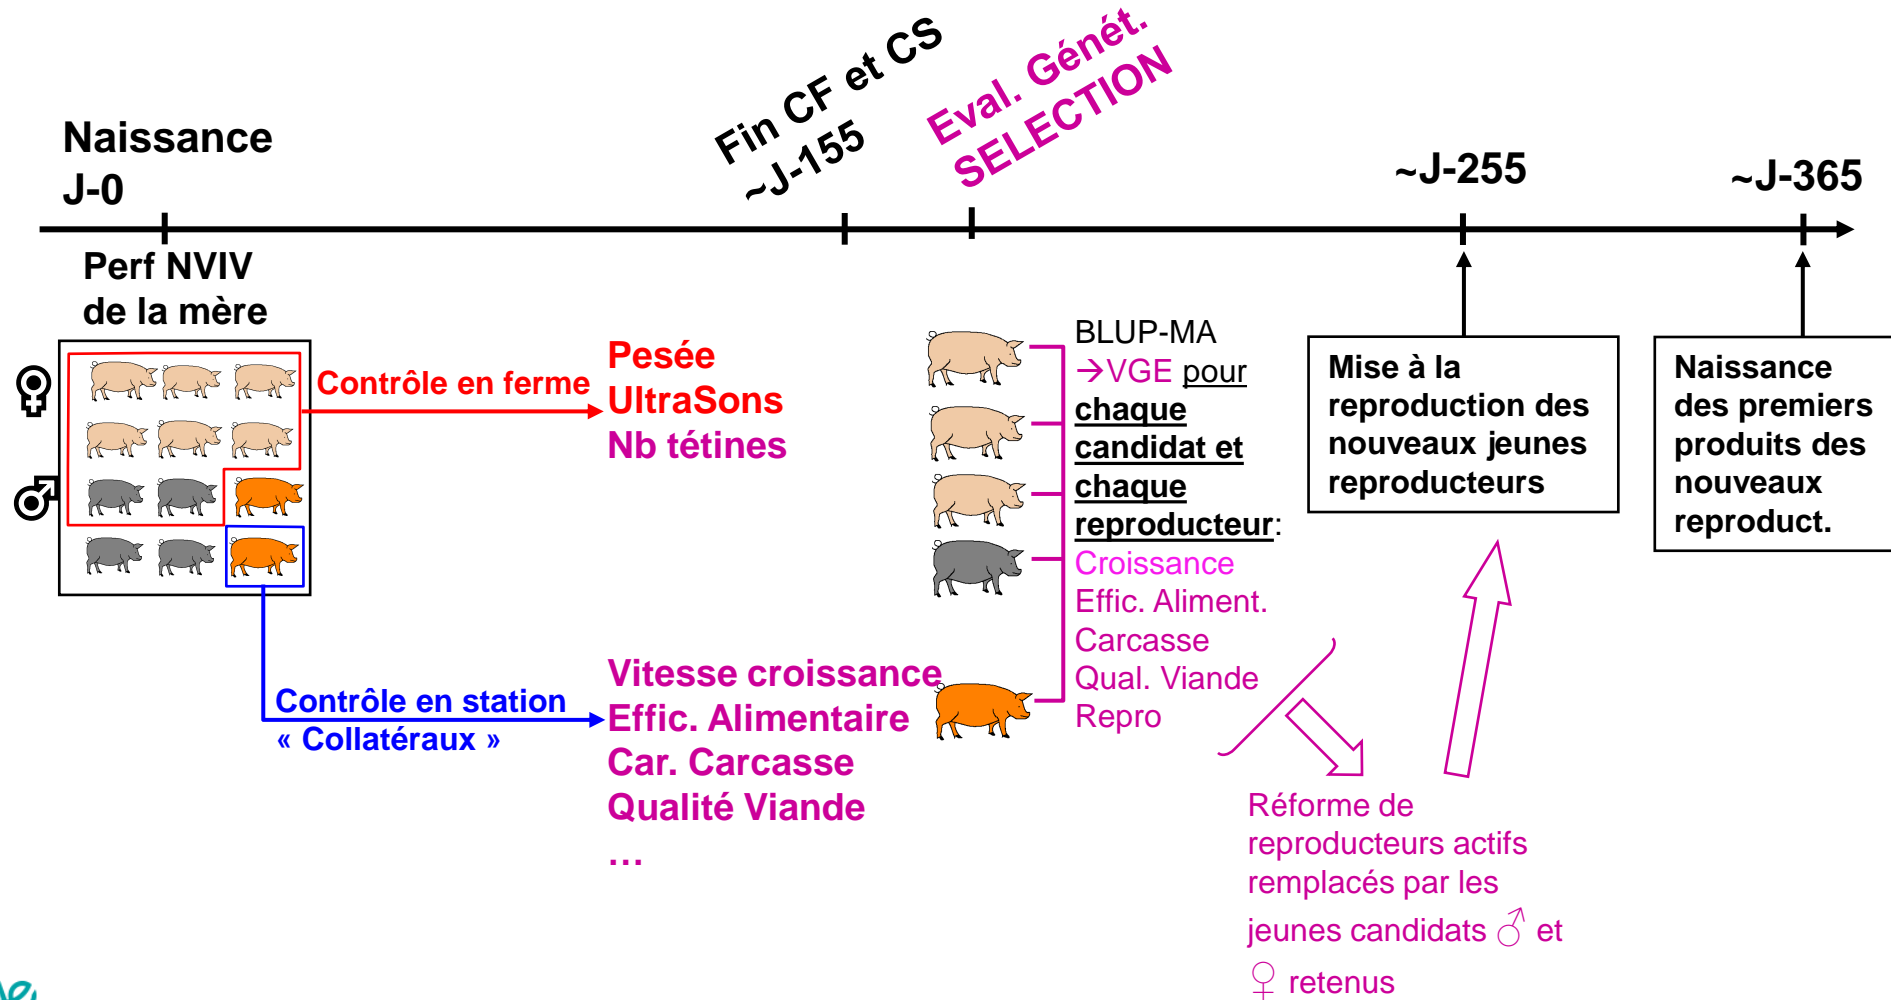 Naissance
J-0
Fin CF et CS
~J-155
Eval. Génét.
SELECTION
~J-255
~J-365
Perf NVIV
de la mère
Contrôle en ferme
Pesée
UltraSons
Nb tétines
Contrôle en station
« Collatéraux »
Vitesse croissance
Effic. Alimentaire
Car. Carcasse
Qualité Viande
…
BLUP-MA
→VGE pour
chaque
candidat et
chaque
reproducteur:
Croissance
Effic. Aliment.
Carcasse
Qual. Viande
Repro
Mise à la
reproduction des
nouveaux jeunes
reproducteurs
Naissance
des premiers
produits des
nouveaux
reproduct.
Réforme de
reproducteurs actifs
remplacés par les
jeunes candidats ♂ et
♀ retenus